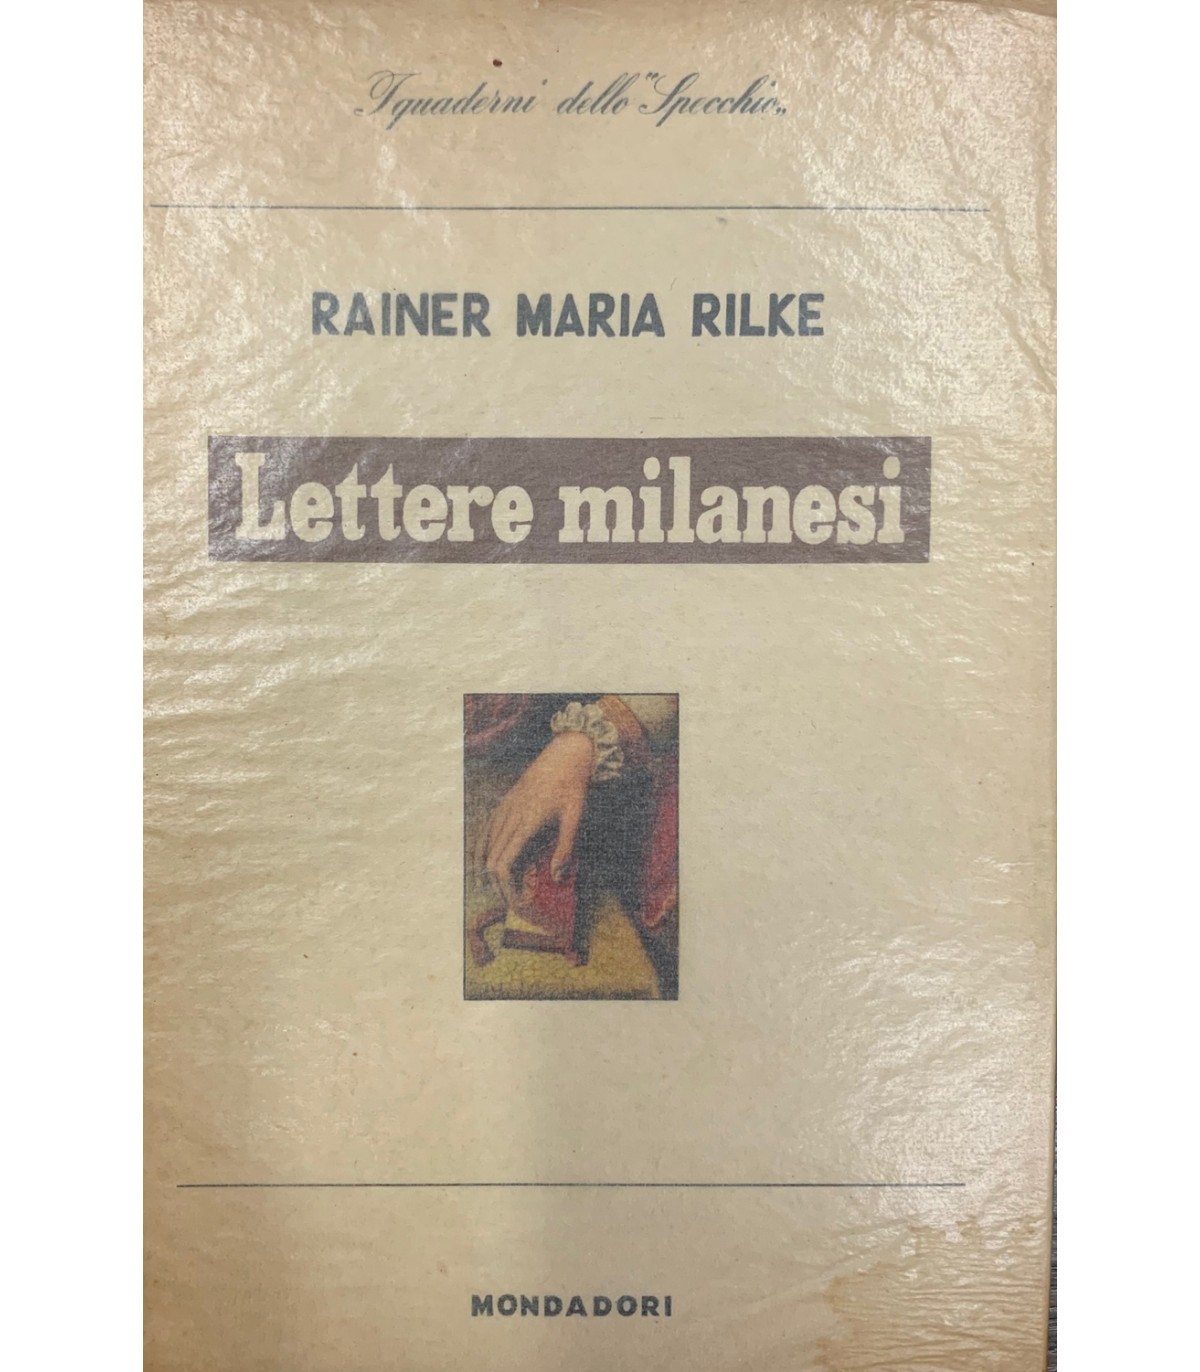 I quaderni dello "Specchio„
RAINER MARIA RILKE
Lettere milanesi
MONDADORI